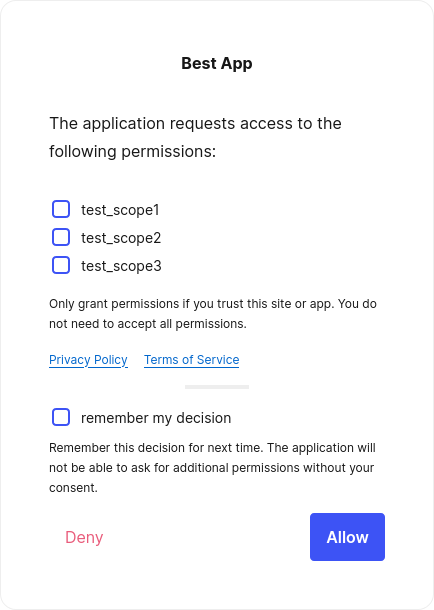 Best App
The application requests access to the
following permissions:
test_scope1
test_scope2
test_scope3
Only grant permissions if you trust this site or app. You do
not need to accept all permissions.
Privacy Policy Terms of Service
remember my decision
Remember this decision for next time. The application will
not be able to ask for additional permissions without your
consent.
Deny Allow